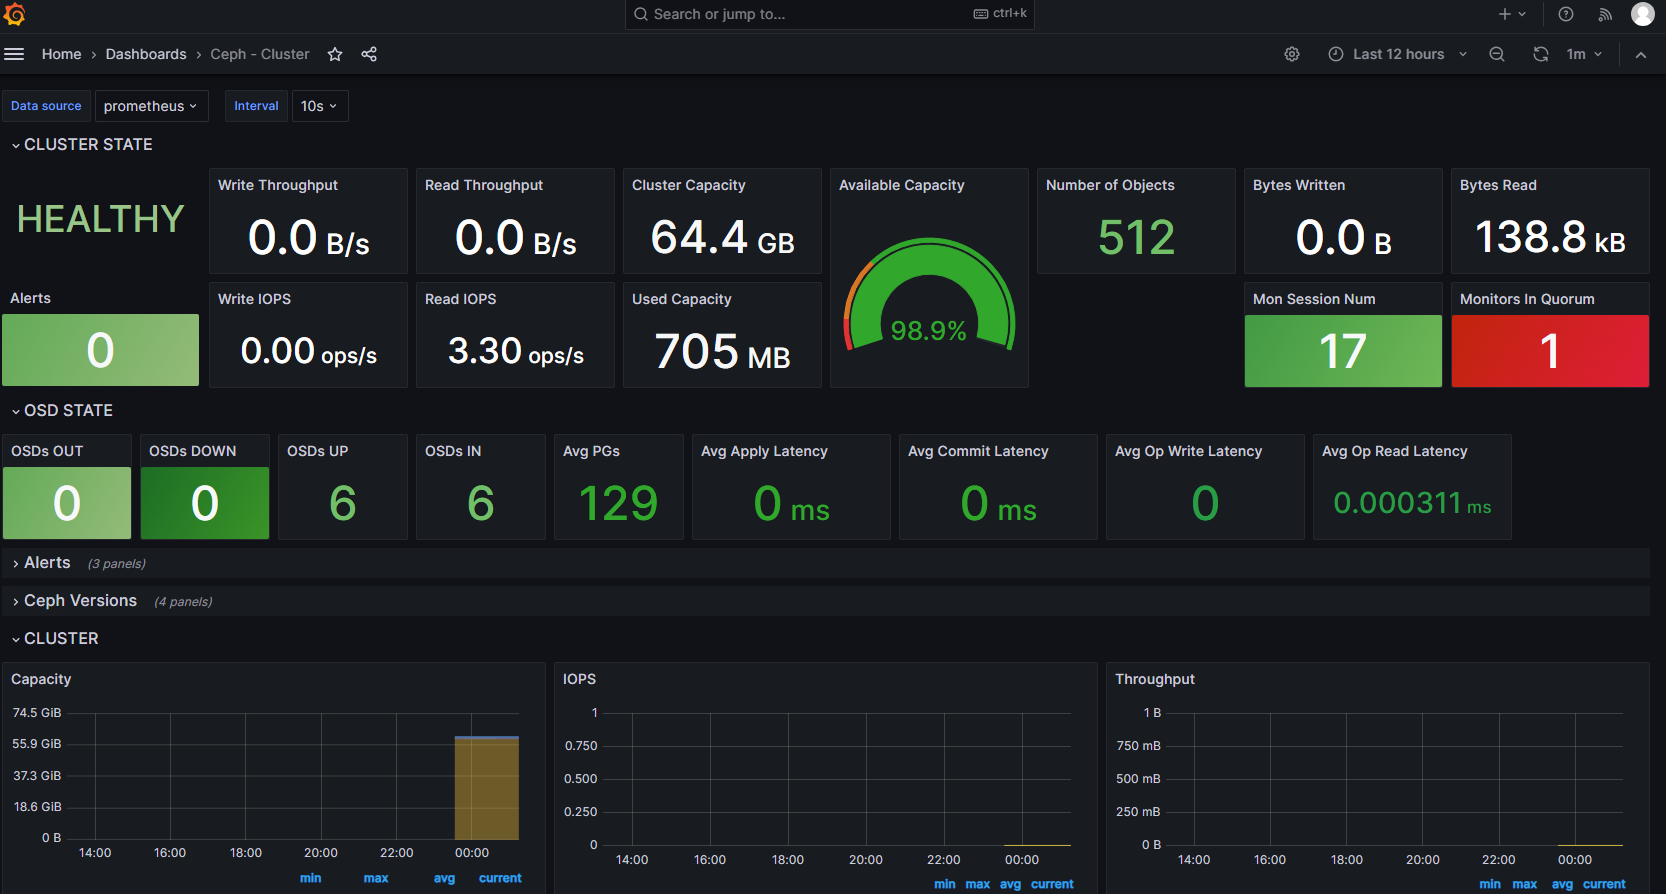 Search or jump to...
ctrl+k
Home › Dashboards › Ceph - Cluster
Last 12 hours
1m
Data source
prometheus
Interval
10s
CLUSTER STATE
HEALTHY
Write Throughput
0.0 B/s
Read Throughput
0.0 B/s
Cluster Capacity
64.4 GB
Available Capacity
98.9%
Number of Objects
512
Bytes Written
0.0 B
Bytes Read
138.8 kB
Alerts
0
Write IOPS
0.00 ops/s
Read IOPS
3.30 ops/s
Used Capacity
705 MB
Mon Session Num
17
Monitors In Quorum
1
OSD STATE
OSDs OUT
0
OSDs DOWN
0
OSDs UP
6
OSDs IN
6
Avg PGs
129
Avg Apply Latency
0 ms
Avg Commit Latency
0 ms
Avg Op Write Latency
0
Avg Op Read Latency
0.000311 ms
Alerts (3 panels)
Ceph Versions (4 panels)
CLUSTER
Capacity
74.5 GiB
55.9 GiB
37.3 GiB
18.6 GiB
0 B
14:00 16:00 18:00 20:00 22:00 00:00
min max avg current
IOPS
1
0.750
0.500
0.250
0
14:00 16:00 18:00 20:00 22:00 00:00
min max avg current
Throughput
1 B
750 mB
500 mB
250 mB
0 B
14:00 16:00 18:00 20:00 22:00 00:00
min max avg current